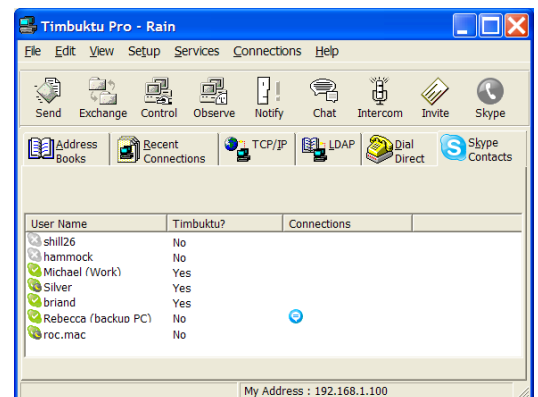 Timbuktu Pro - Rain
File Edit View Setup Services Connections Help
Send Exchange Control Observe Notify Chat Intercom Invite Skype
Address Books Recent Connections TCP/IP LDAP Dial Direct Skype Contacts
User Name Timbuktu? Connections
shill26 No
hammock No
Michael (Work) Yes
Silver Yes
briand Yes
Rebecca (backup PC) No
roc.mac No
My Address : 192.168.1.100